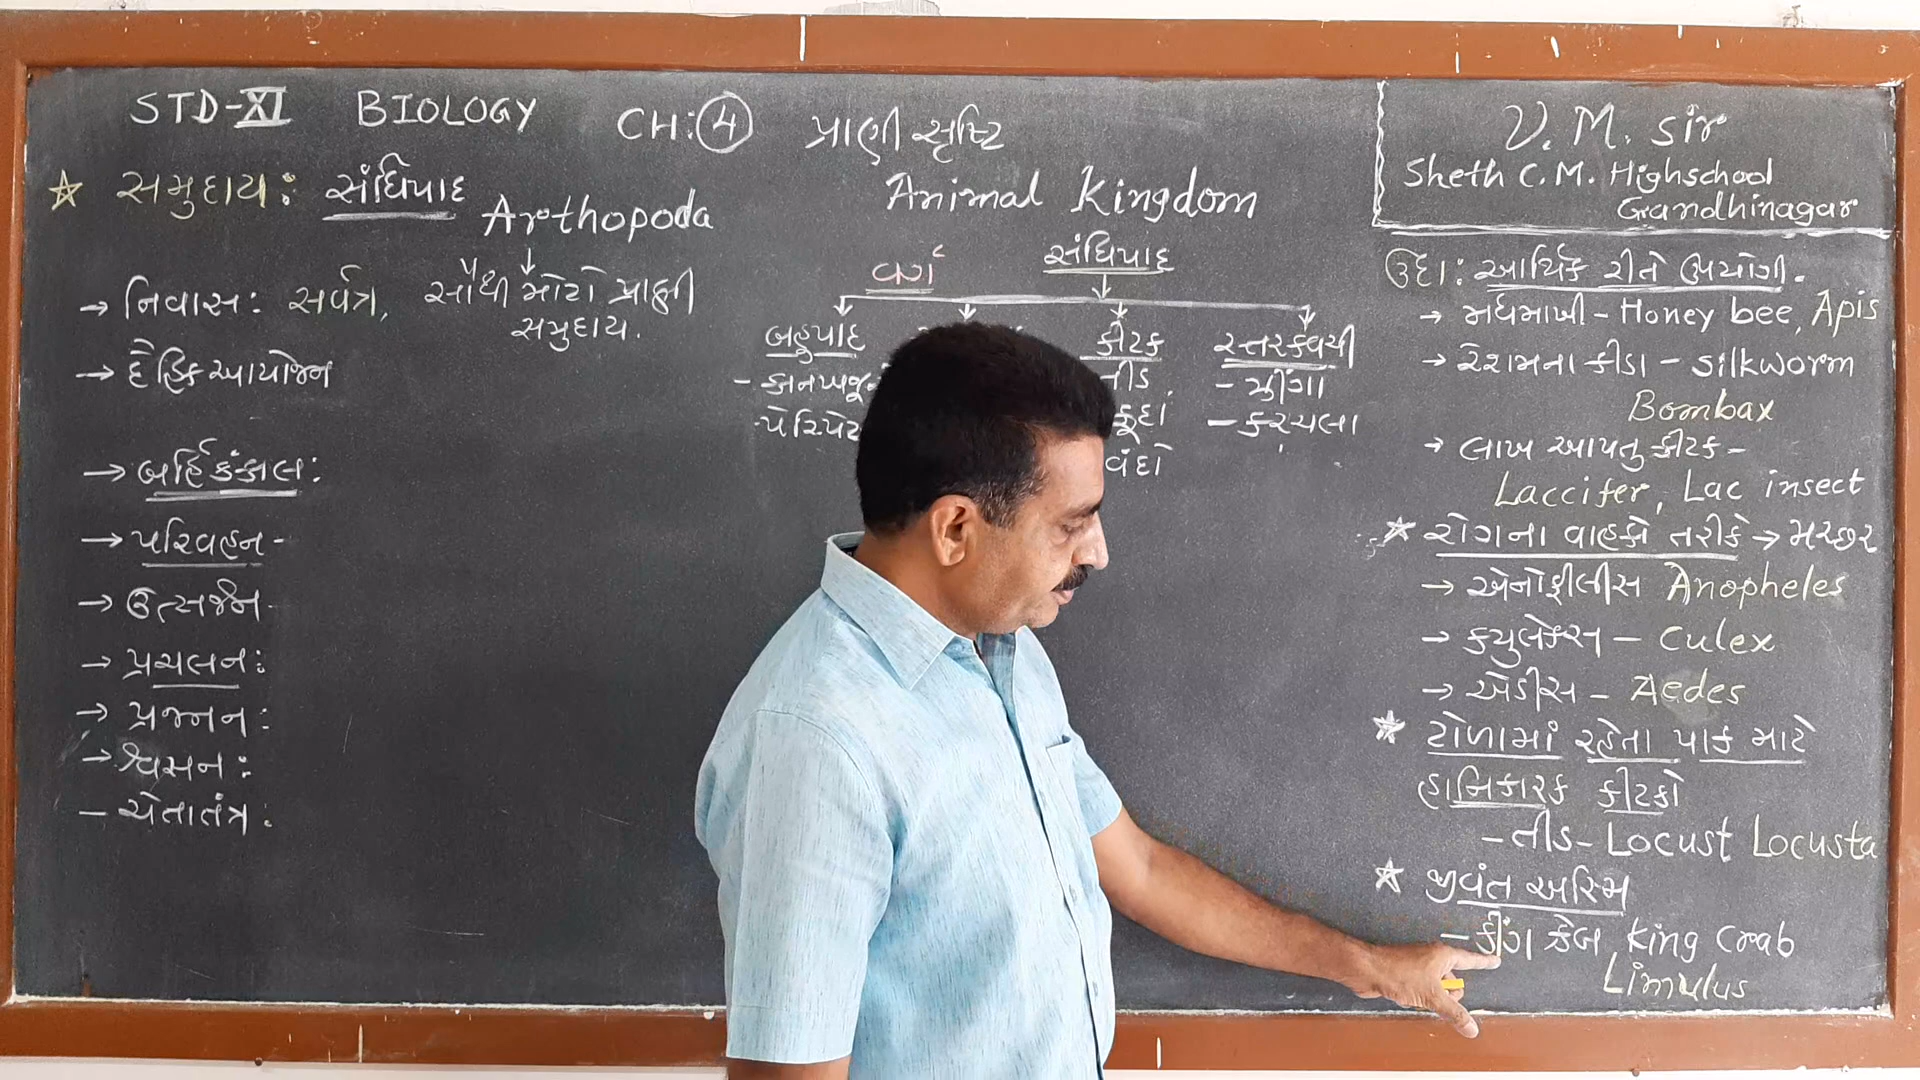 STD-XI BIOLOGY CH:4 પ્રાણી સૃષ્ટિ
Animal Kingdom
V.M. Sir
Sheth C.M. Highschool
Gandhinagar
સમુદાય: સંધિપાદ
Arthopoda
→ નિવાસ: સર્વત્ર, સૌથી મોટો પ્રાણી
સમુદાય.
→ દૈહિક આયોજન
→ બર્હિકંકાલ:
→ પરિવહન-
→ ઉત્સર્જન-
→ પ્રચલન:
→ પ્રજનન:
→ શ્વસન:
- ચેતાતંત્ર:
વર્ગ સંધિપાદ
બહુપાદ
કીટક
સ્તરકવચી
- ઝીંગા
- કરચલા
વંદો
ઉદા: આર્થિક રીતે ઉપયોગી.
→ મધમાખી - Honey bee, Apis
→ રેશમના કીડા - Silkworm
Bombax
→ લાખ આપતુ કીટક -
Laccifer, Lac insect
રોગના વાહકો તરીકે → મચ્છર
→ એનોફીલીસ Anopheles
→ ક્યુલેક્સ - Culex
→ એડીસ - Aedes
ટોળામાં રહેતા પાક માટે
હાનિકારક કીટકો
- તીડ - Locust Locusta
જીવંત અશ્મિ
- કીંગ ક્રેબ King Crab
Limulus